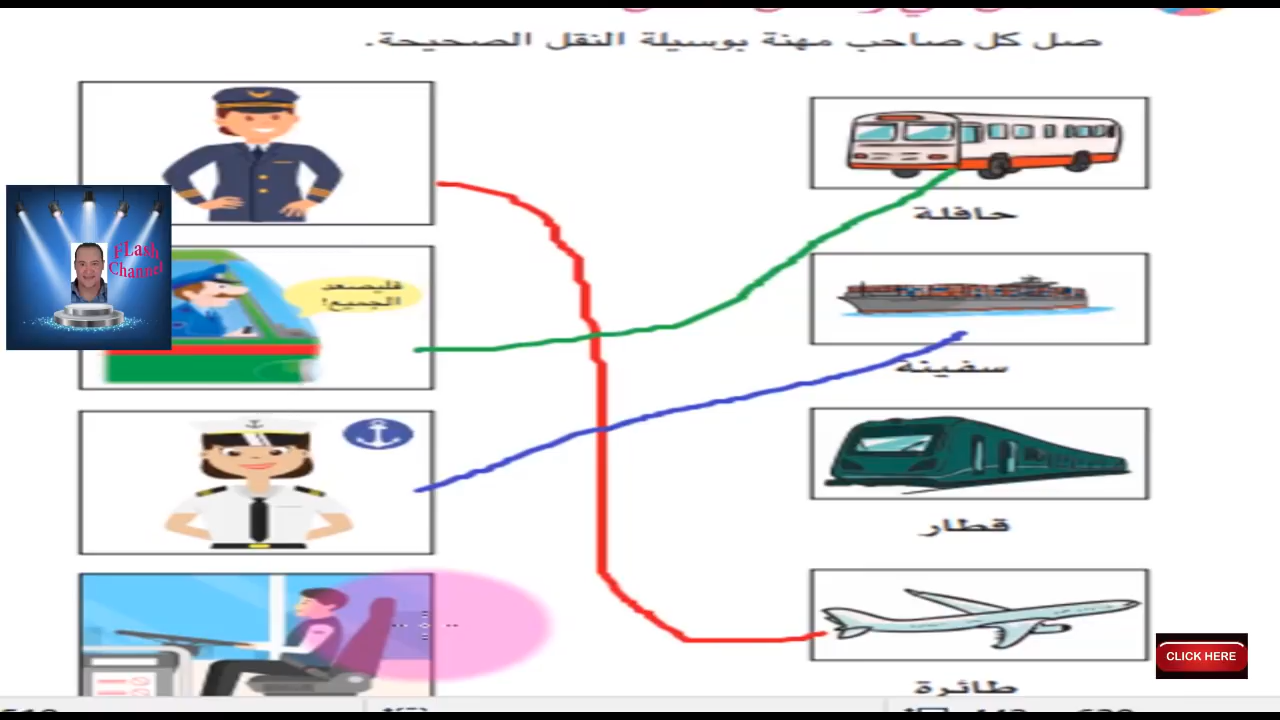 صل كل صاحب مهنة بوسيلة النقل الصحيحة.
FLash
Channel
فليصعد
الجميع!
حافلة
سفينة
قطار
طائرة
CLICK HERE